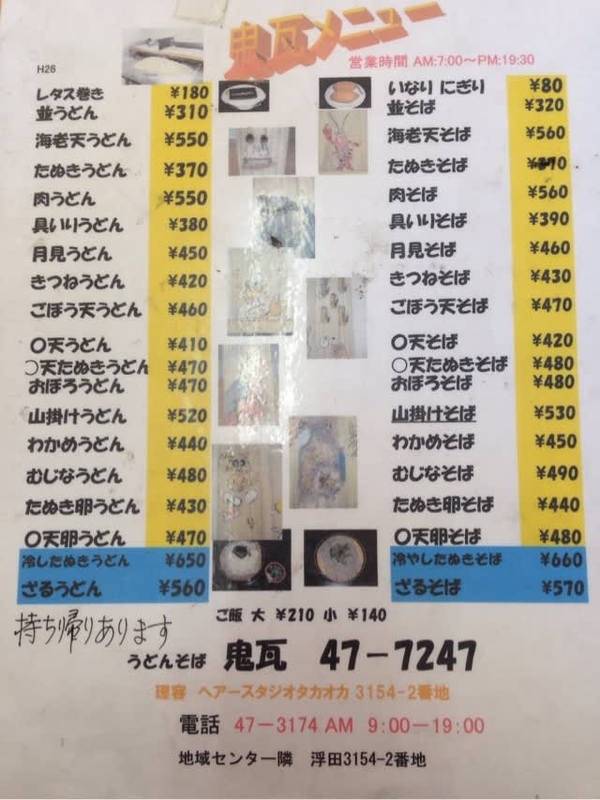 H26
鬼瓦メニュー
営業時間 AM:7:00〜PM:19:30
レタス巻き ¥180
並うどん ¥310
海老天うどん ¥550
たぬきうどん ¥370
肉うどん ¥550
具いりうどん ¥380
月見うどん ¥450
きつねうどん ¥420
ごぼう天うどん ¥460
〇天うどん ¥410
〇天たぬきうどん ¥470
おぼろうどん ¥470
山掛けうどん ¥520
わかめうどん ¥440
むじなうどん ¥480
たぬき卵うどん ¥430
〇天卵うどん ¥470
冷したぬきうどん ¥650
ざるうどん ¥560
いなり にぎり ¥80
並そば ¥320
海老天そば ¥560
たぬきそば
肉そば ¥560
具いりそば ¥390
月見そば ¥460
きつねそば ¥430
ごぼう天そば ¥470
〇天そば ¥420
〇天たぬきそば ¥480
おぼろそば ¥480
山掛けそば ¥530
わかめそば ¥450
むじなそば ¥490
たぬき卵そば ¥440
〇天卵そば ¥480
冷やしたぬきそば ¥660
ざるそば ¥570
ご飯 大 ¥210 小 ¥140
持ち帰りあります
うどんそば 鬼瓦 47−7247
理容 ヘアースタジオタカオカ 3154-2番地
電話 47−3174 AM 9:00−19:00
地域センター隣 浮田3154-2番地